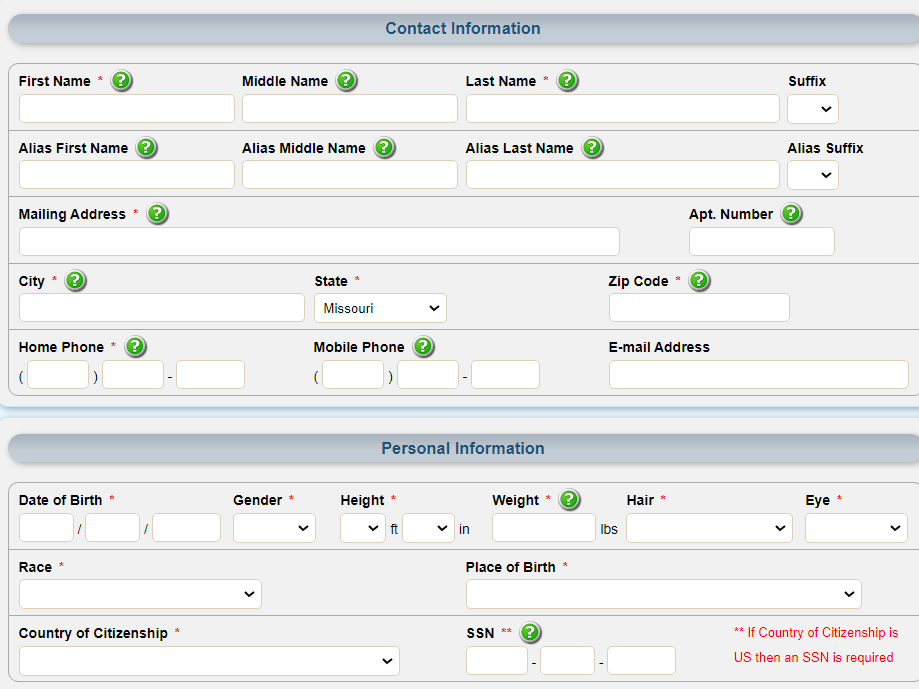 Contact Information
First Name * ? Middle Name ? Last Name * ? Suffix
Alias First Name ? Alias Middle Name ? Alias Last Name ? Alias Suffix
Mailing Address * ? Apt. Number ?
City * ? State * Zip Code * ?
Missouri
Home Phone * ? Mobile Phone ? E-mail Address
( ) - ( ) -
Personal Information
Date of Birth * Gender * Height * Weight * ? Hair * Eye *
/ / ft in lbs
Race * Place of Birth *
Country of Citizenship * SSN ** ? ** If Country of Citizenship is
- - US then an SSN is required